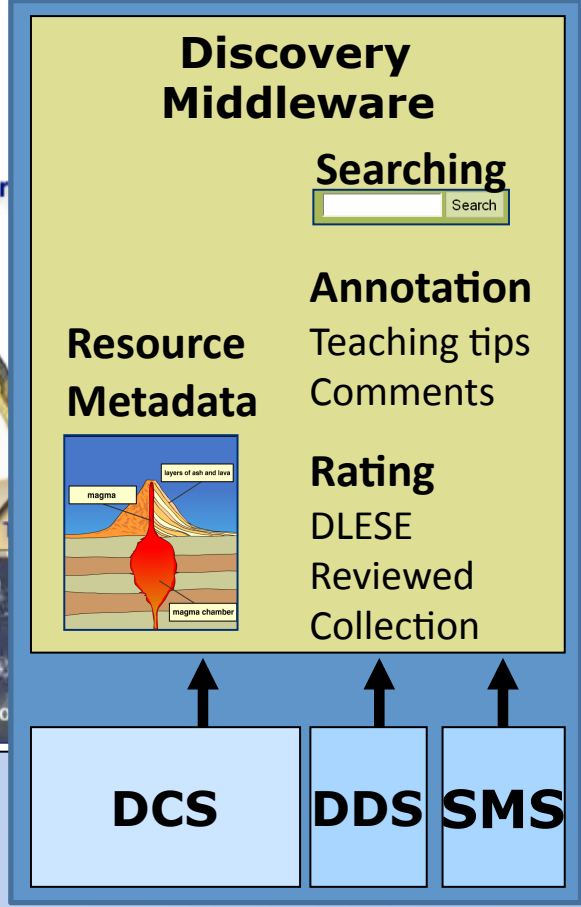 Discovery
Middleware
Searching
Search
Annotation
Teaching tips
Comments
Resource
Metadata
layers of ash and lava
magma
magma chamber
Rating
DLESE
Reviewed
Collection
DCS
DDS
SMS